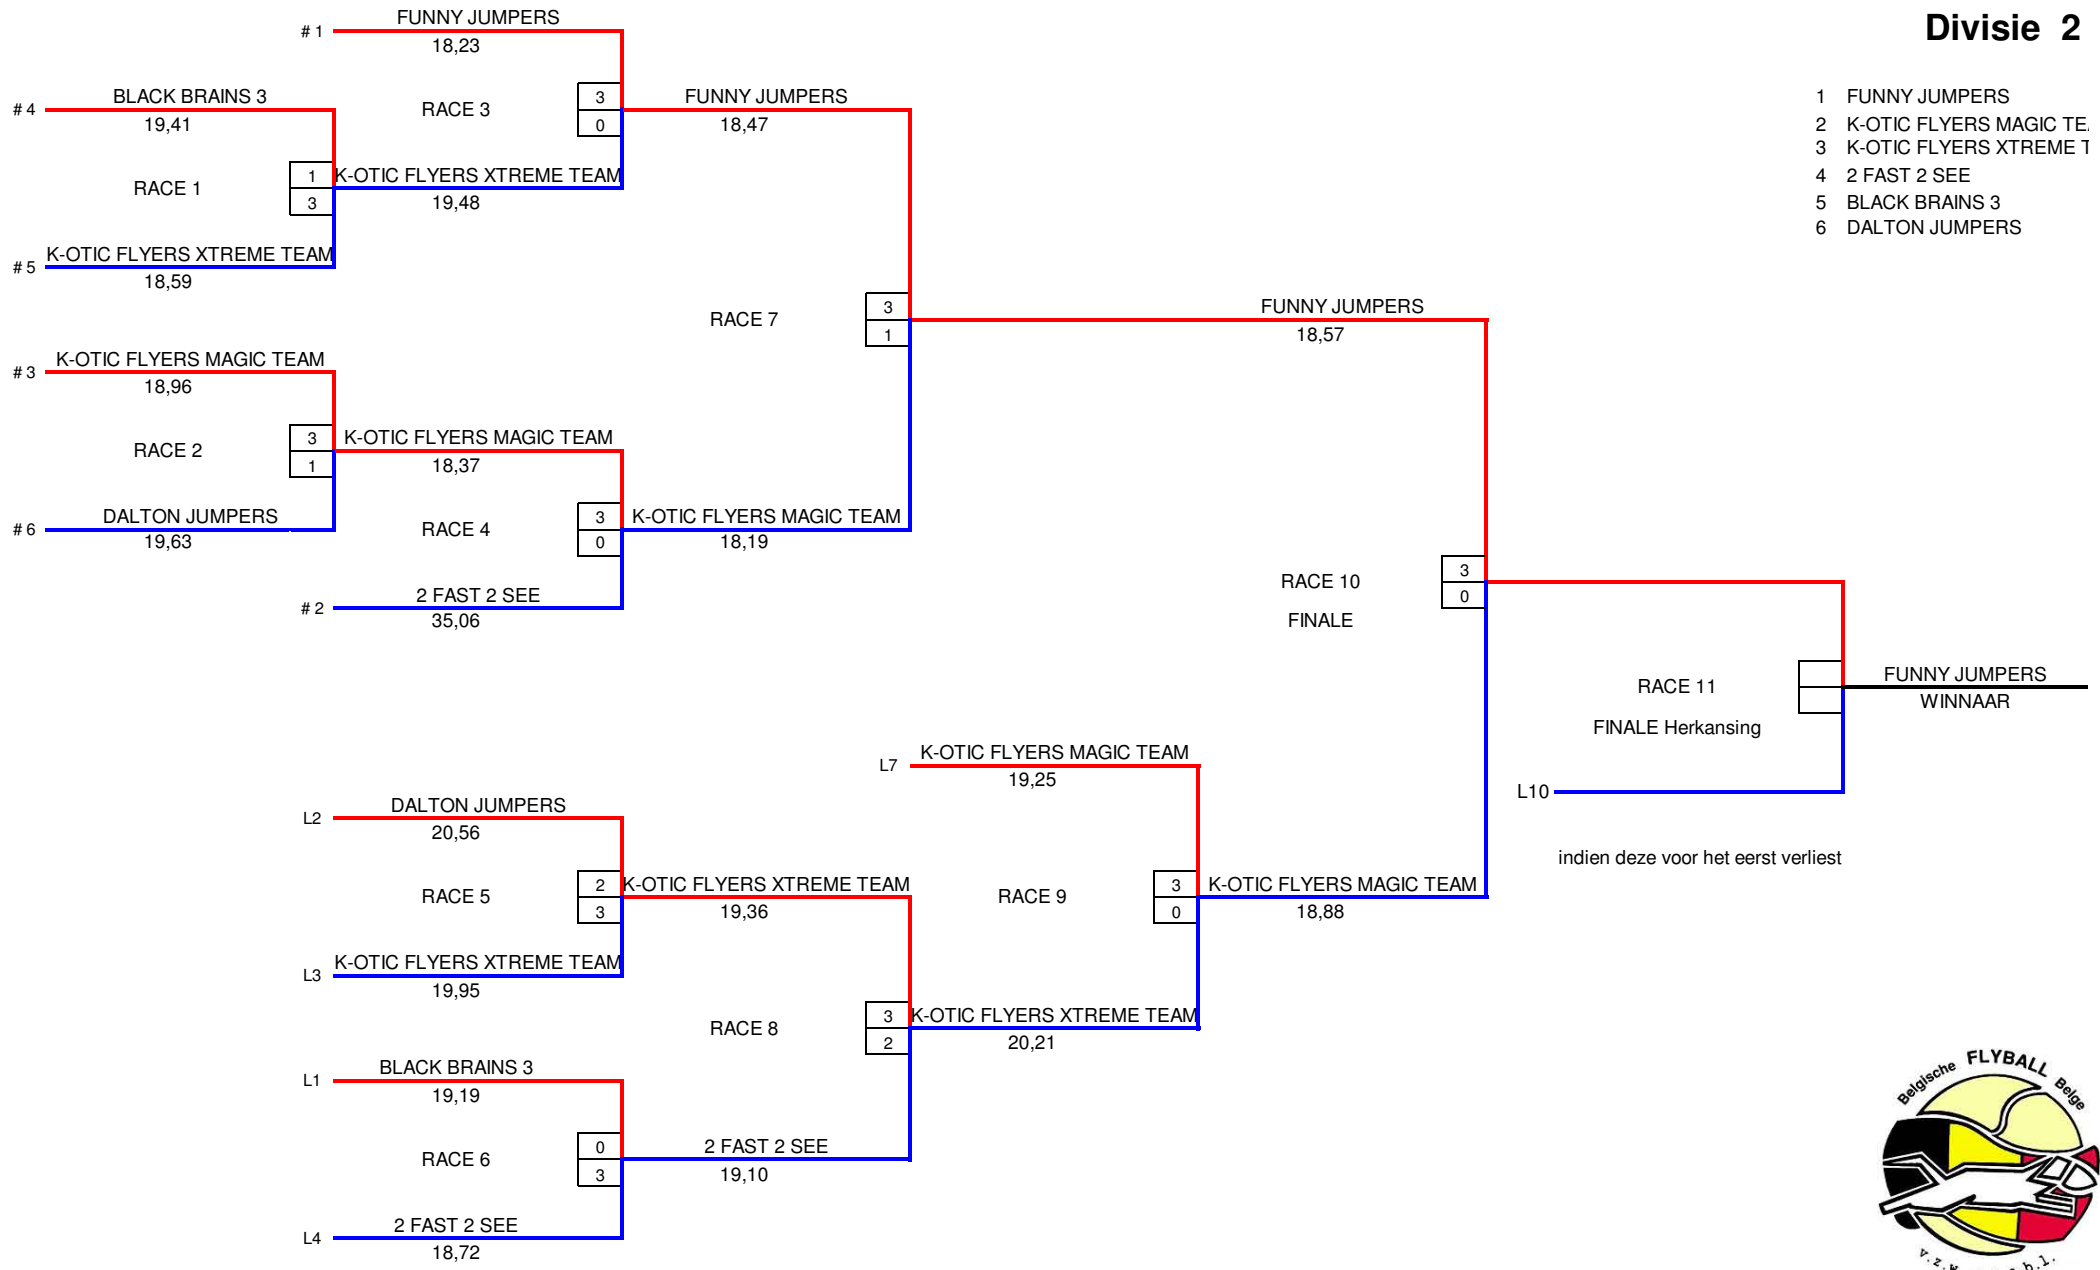 Divisie 2
1 FUNNY JUMPERS
2 K-OTIC FLYERS MAGIC
3 K-OTIC FLYERS XTREME
4 2 FAST 2 SEE
5 BLACK BRAINS 3
6 DALTON JUMPERS
# 1 FUNNY JUMPERS
18,23
# 4 BLACK BRAINS 3
19,41
RACE 3
3
0
FUNNY JUMPERS
18,47
RACE 1
1
3
K-OTIC FLYERS XTREME TEAM
19,48
# 5 K-OTIC FLYERS XTREME TEAM
18,59
RACE 7
3
1
FUNNY JUMPERS
18,57
# 3 K-OTIC FLYERS MAGIC TEAM
18,96
RACE 2
3
1
K-OTIC FLYERS MAGIC TEAM
18,37
# 6 DALTON JUMPERS
19,63
RACE 4
3
0
K-OTIC FLYERS MAGIC TEAM
18,19
# 2 2 FAST 2 SEE
35,06
RACE 10
FINALE
3
0
RACE 11
FINALE Herkansing
FUNNY JUMPERS
WINNAAR
L10
indien deze voor het eerst verliest
L7 K-OTIC FLYERS MAGIC TEAM
19,25
L2 DALTON JUMPERS
20,56
RACE 5
2
3
K-OTIC FLYERS XTREME TEAM
19,36
RACE 9
3
0
K-OTIC FLYERS MAGIC TEAM
18,88
L3 K-OTIC FLYERS XTREME TEAM
19,95
RACE 8
3
2
K-OTIC FLYERS XTREME TEAM
20,21
L1 BLACK BRAINS 3
19,19
RACE 6
0
3
2 FAST 2 SEE
19,10
L4 2 FAST 2 SEE
18,72
Belgische FLYBALL Belge